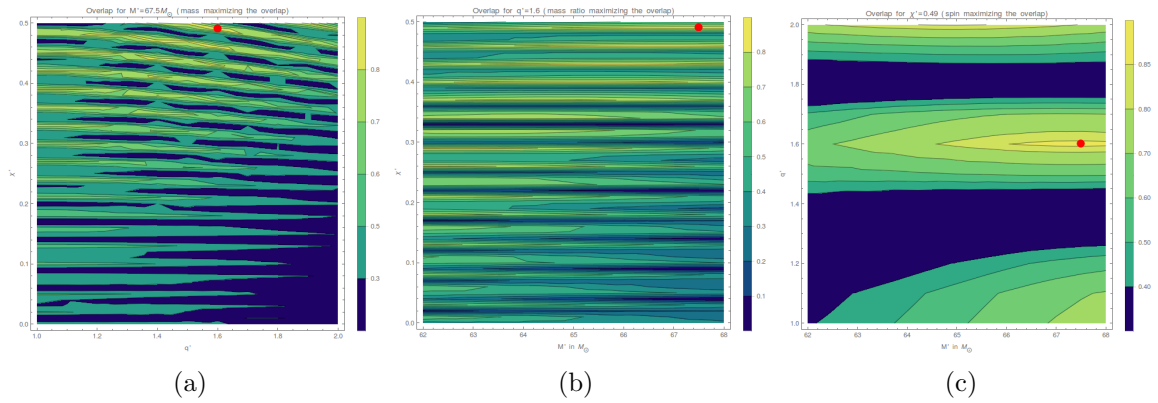 Overlap for M'=67.5M⊙ (mass maximizing the overlap)
0.5
0.4
0.3
0.2
0.1
0.0
χ'
1.0 1.2 1.4 1.6 1.8 2.0
q'
0.8
0.7
0.6
0.5
0.3
(a)
Overlap for q'=1.6 (mass ratio maximizing the overlap)
0.5
0.4
0.3
0.2
0.1
0.0
χ'
62 63 64 65 66 67 68
M' in M⊙
0.8
0.7
0.6
0.5
0.4
0.3
0.2
0.1
(b)
Overlap for χ'=0.49 (spin maximizing the overlap)
2.0
1.8
1.6
1.4
1.2
1.0
q'
62 63 64 65 66 67 68
M' in M⊙
0.85
0.80
0.70
0.60
0.50
0.40
(c)